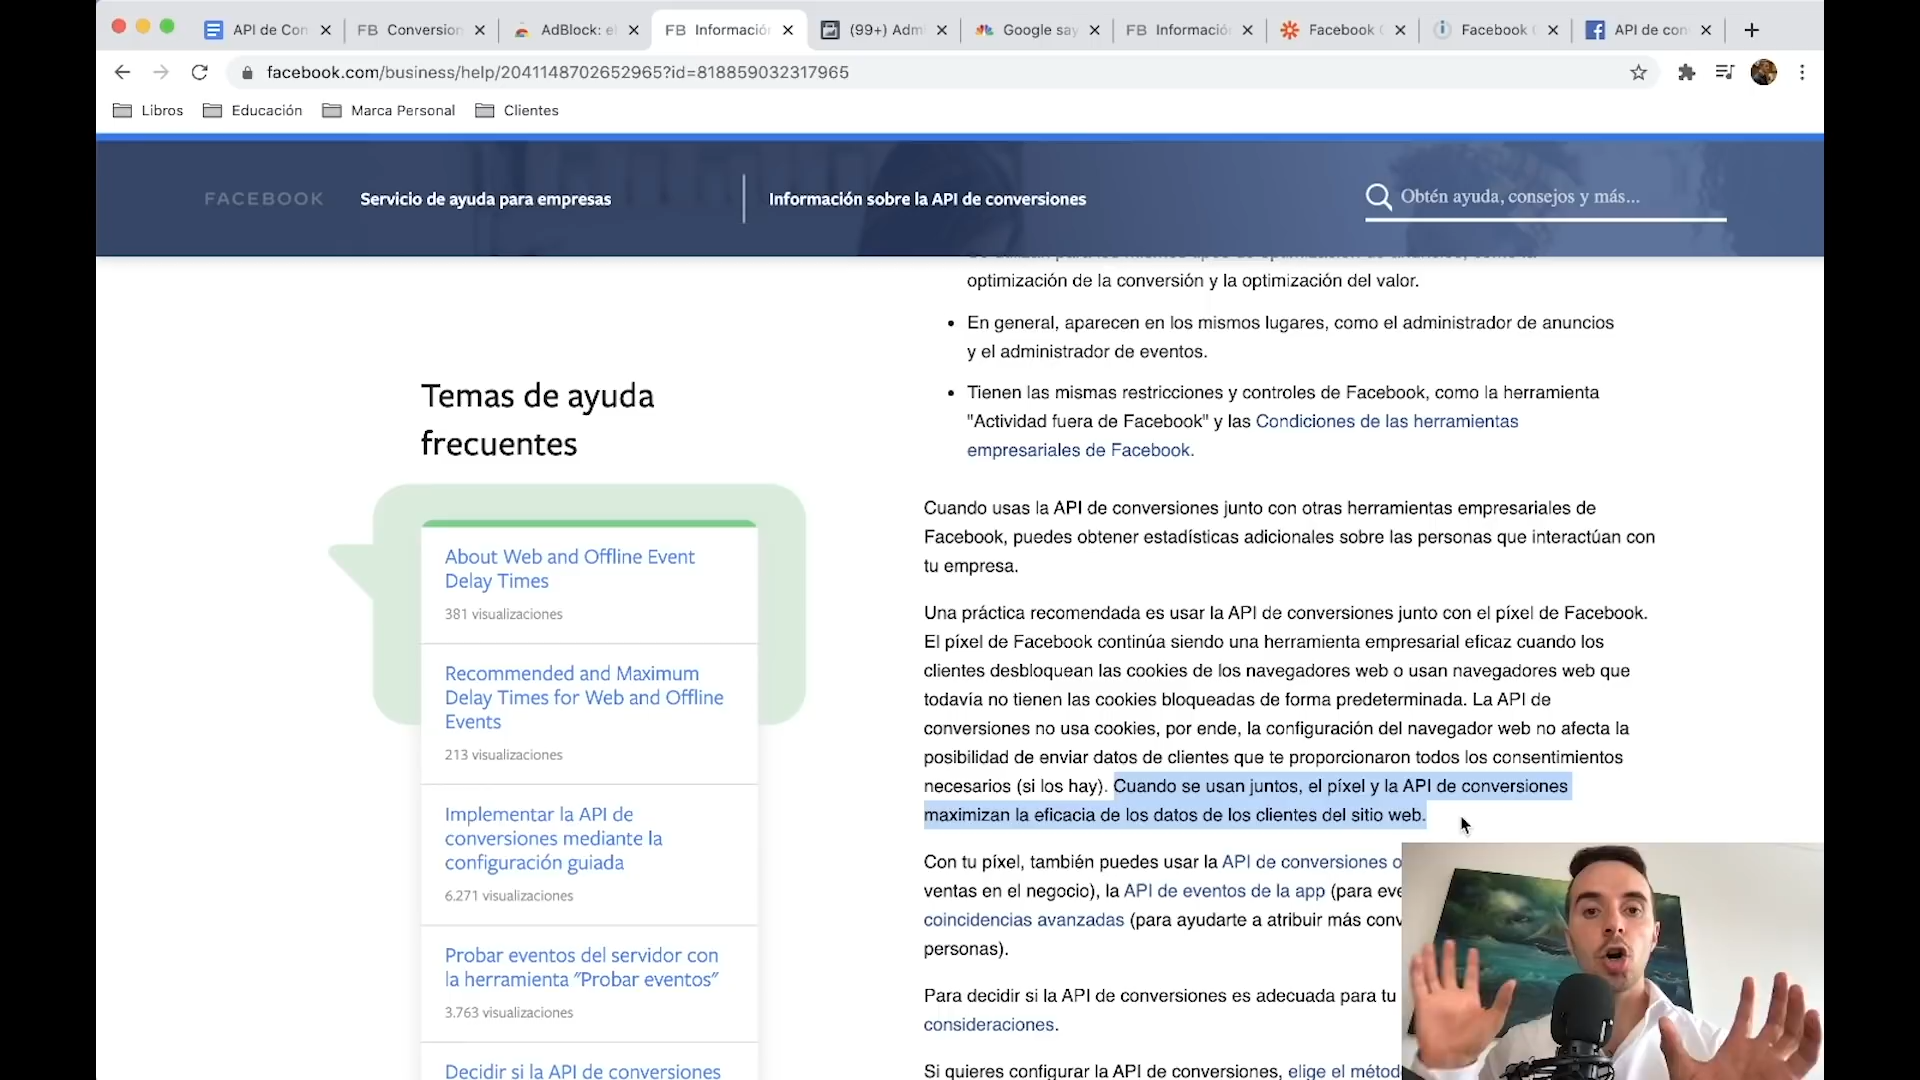 API de Con
FB Conversion
AdBlock: el
FB Informació
(99+) Admi
Google say
FB Informació
Facebook
Facebook
API de con
facebook.com/business/help/2041148702652965?id=818859032317965
Libros
Educación
Marca Personal
Clientes
FACEBOOK
Servicio de ayuda para empresas
Información sobre la API de conversiones
Obtén ayuda, consejos y más...
Temas de ayuda
frecuentes
About Web and Offline Event
Delay Times
381 visualizaciones
Recommended and Maximum
Delay Times for Web and Offline
Events
213 visualizaciones
Implementar la API de
conversiones mediante la
configuración guiada
6.271 visualizaciones
Probar eventos del servidor con
la herramienta "Probar eventos"
3.763 visualizaciones
Decidir si la API de conversiones
optimización de la conversión y la optimización del valor.
• En general, aparecen en los mismos lugares, como el administrador de anuncios
y el administrador de eventos.
• Tienen las mismas restricciones y controles de Facebook, como la herramienta
"Actividad fuera de Facebook" y las Condiciones de las herramientas
empresariales de Facebook.
Cuando usas la API de conversiones junto con otras herramientas empresariales de
Facebook, puedes obtener estadísticas adicionales sobre las personas que interactúan con
tu empresa.
Una práctica recomendada es usar la API de conversiones junto con el píxel de Facebook.
El píxel de Facebook continúa siendo una herramienta empresarial eficaz cuando los
clientes desbloquean las cookies de los navegadores web o usan navegadores web que
todavía no tienen las cookies bloqueadas de forma predeterminada. La API de
conversiones no usa cookies, por ende, la configuración del navegador web no afecta la
posibilidad de enviar datos de clientes que te proporcionaron todos los consentimientos
necesarios (si los hay). Cuando se usan juntos, el píxel y la API de conversiones
maximizan la eficacia de los datos de los clientes del sitio web.
Con tu píxel, también puedes usar la API de conversiones o
ventas en el negocio), la API de eventos de la app (para eve
coincidencias avanzadas (para ayudarte a atribuir más conv
personas).
Para decidir si la API de conversiones es adecuada para tu
consideraciones.
Si quieres configurar la API de conversiones, elige el métod